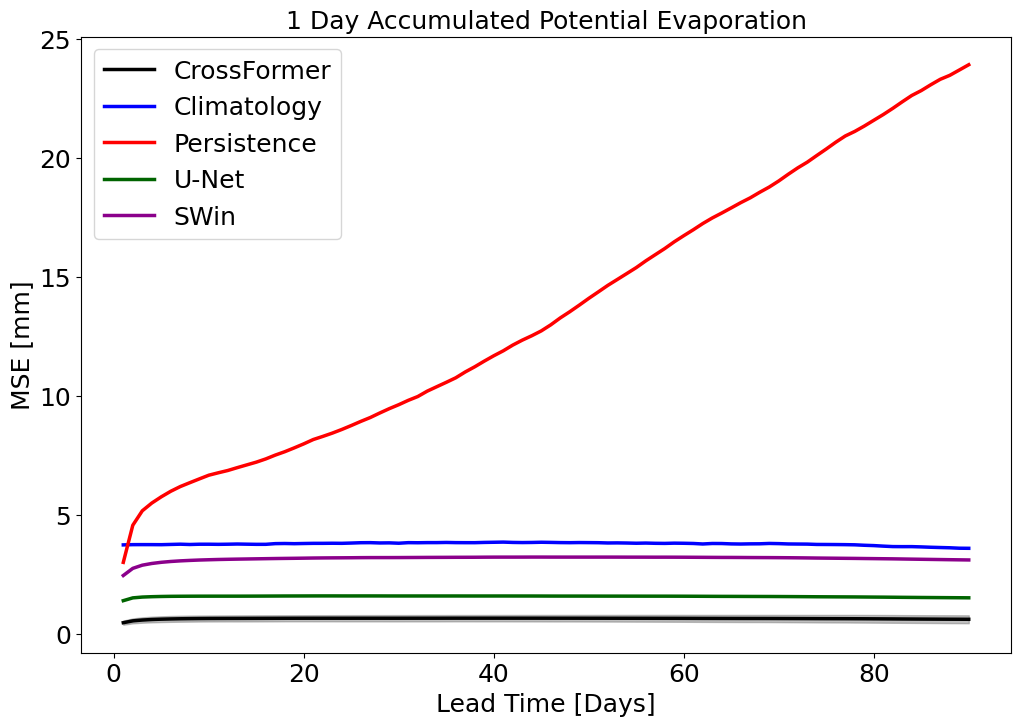 1 Day Accumulated Potential Evaporation
25
20
15
10
5
0
MSE [mm]
CrossFormer
Climatology
Persistence
U-Net
SWin
0 20 40 60 80
Lead Time [Days]